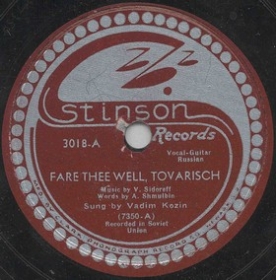 Stinson
Records
3018-A
Vocal-Guitar
Russian
FARE THEE WELL, TOVARISCH
Music by V. Sidoroff
Words by A. Shmulbin
Sung by Vadim Kozin
(7350-A)
Recorded in Soviet
Union